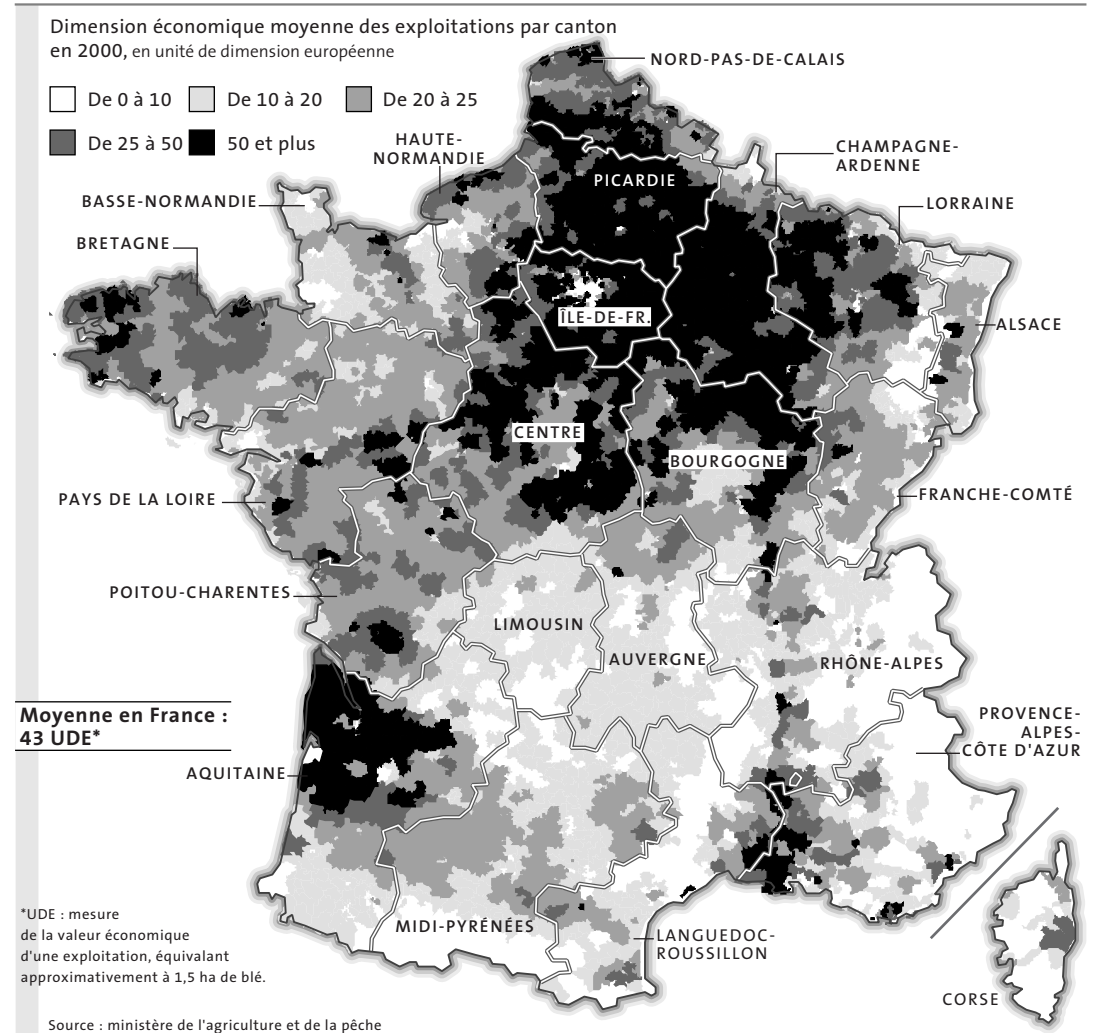 Dimension économique moyenne des exploitations par canton
en 2000, en unité de dimension européenne
De 0 à 10
De 10 à 20
De 20 à 25
De 25 à 50
50 et plus
NORD-PAS-DE-CALAIS
HAUTE-
NORMANDIE
PICARDIE
CHAMPAGNE-
ARDENNE
BASSE-NORMANDIE
LORRAINE
BRETAGNE
ÎLE-DE-FR.
ALSACE
CENTRE
BOURGOGNE
PAYS DE LA LOIRE
FRANCHE-COMTÉ
POITOU-CHARENTES
LIMOUSIN
AUVERGNE
RHÔNE-ALPES
Moyenne en France :
43 UDE*
PROVENCE-
ALPES-
CÔTE D'AZUR
AQUITAINE
*UDE : mesure
de la valeur économique
d'une exploitation, équivalant
approximativement à 1,5 ha de blé.
MIDI-PYRÉNÉES
LANGUEDOC-
ROUSSILLON
CORSE
Source : ministère de l'agriculture et de la pêche